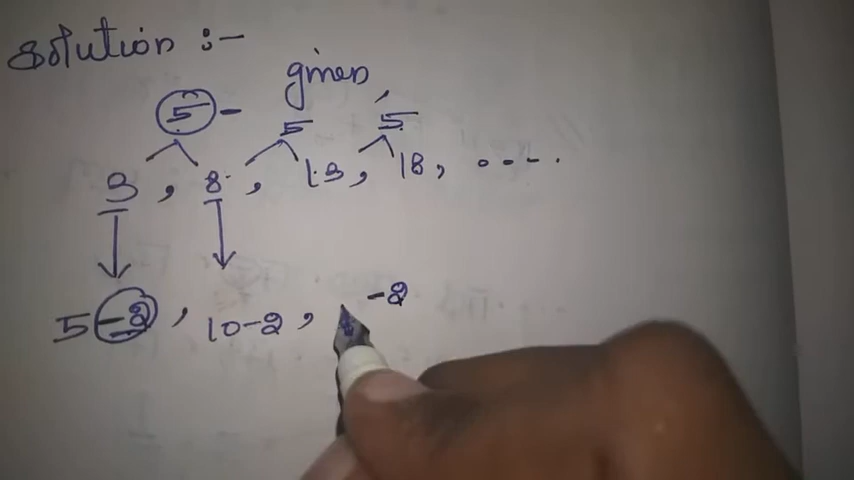 Solution :-
given,
5 - 5 5
3, 8, 13, 18, .....
5-2, 10-2, -2